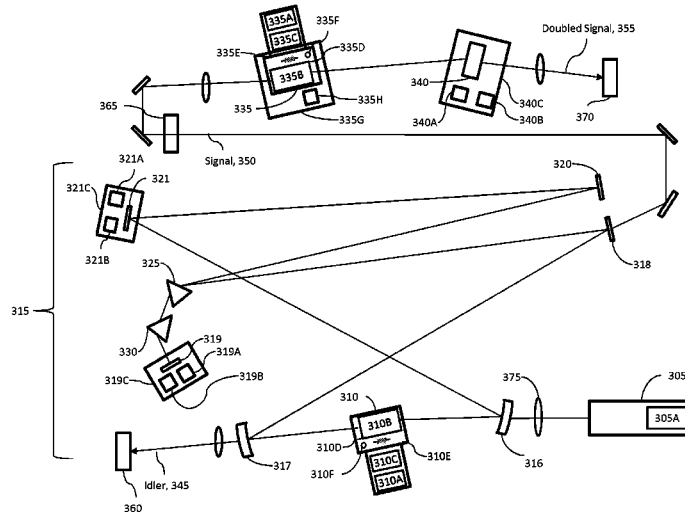 335A
335F
335C
335E
335D
Doubled Signal, 355
335B
365
335
335H
335G
340
340C
340A
340B
370
Signal, 350
321A
321
321C
321B
320
318
325
315
330
319
319A
319C
319B
310
310B
310D
310E
310F
310C
310A
375
305
305A
316
317
Idler, 345
360